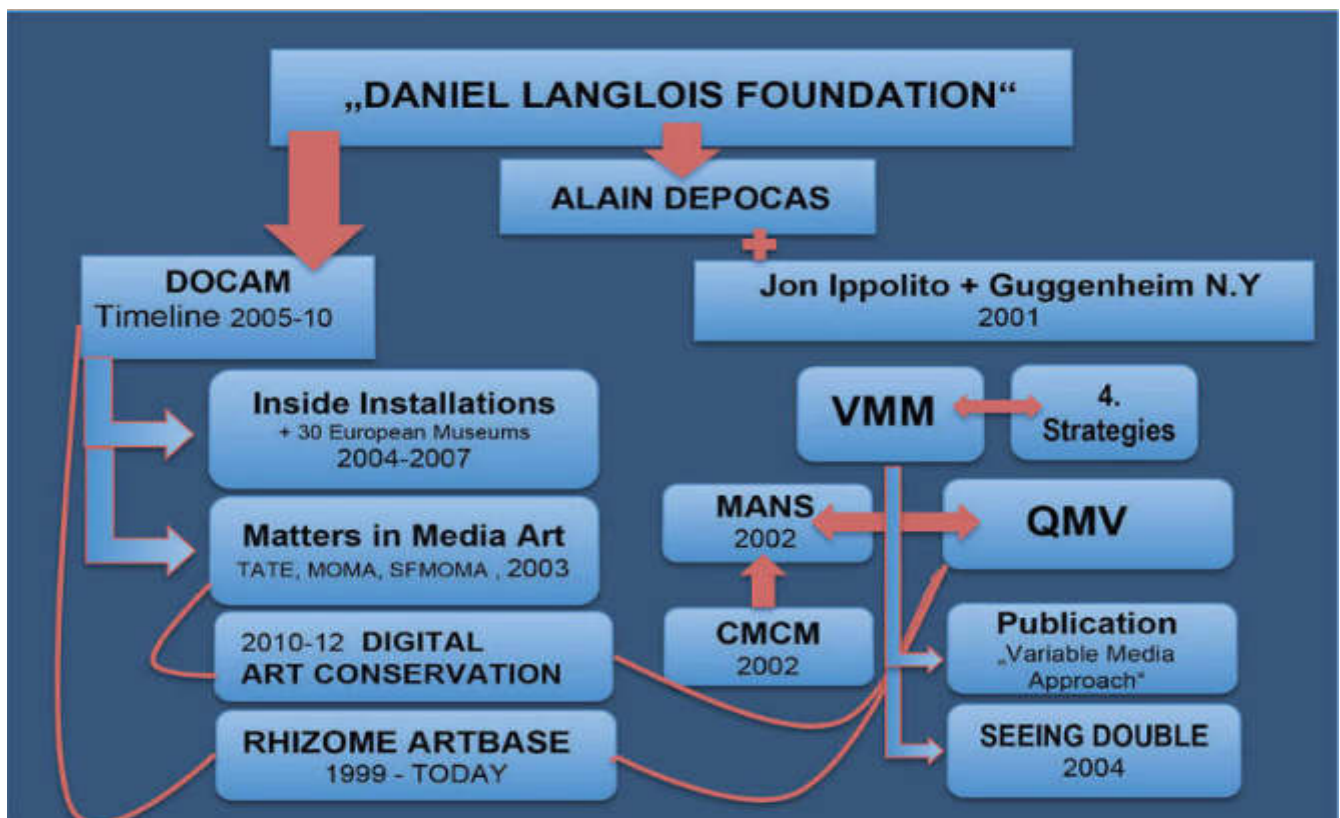 „DANIEL LANGLOIS FOUNDATION“
ALAIN DEPOCAS
DOCAM
Timeline 2005-10
Jon Ippolito + Guggenheim N.Y
2001
Inside Installations
+ 30 European Museums
2004-2007
VMM
4.
Strategies
Matters in Media Art
TATE, MOMA, SFMOMA , 2003
MANS
2002
QMV
2010-12 DIGITAL
ART CONSERVATION
CMCM
2002
Publication
„Variable Media
Approach“
RHIZOME ARTBASE
1999 - TODAY
SEEING DOUBLE
2004